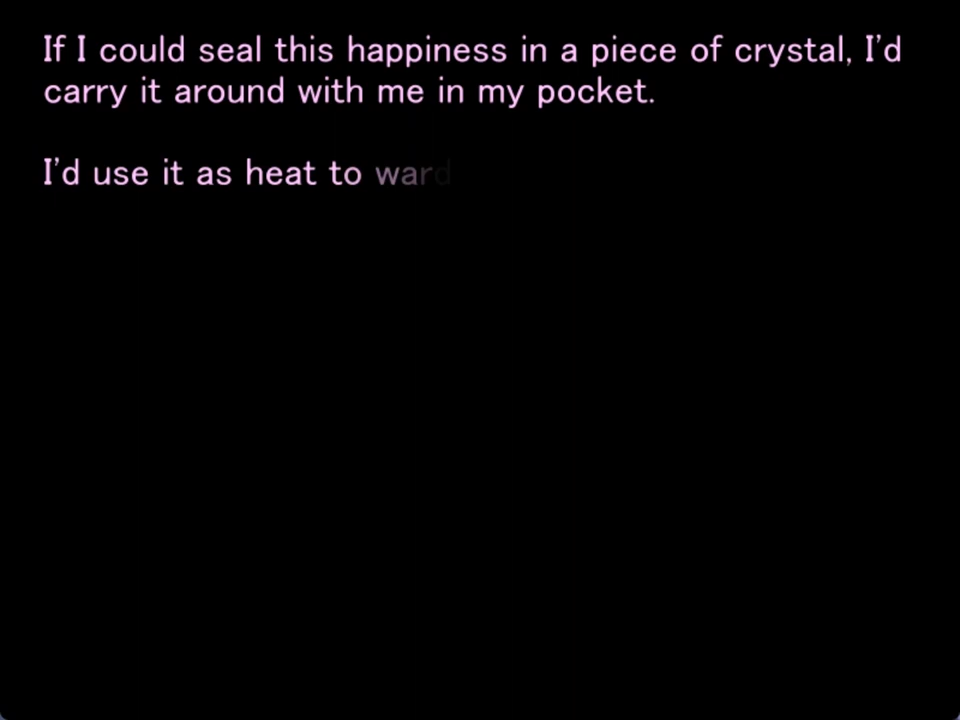 If I could seal this happiness in a piece of crystal, I'd
carry it around with me in my pocket.
I'd use it as heat to ward